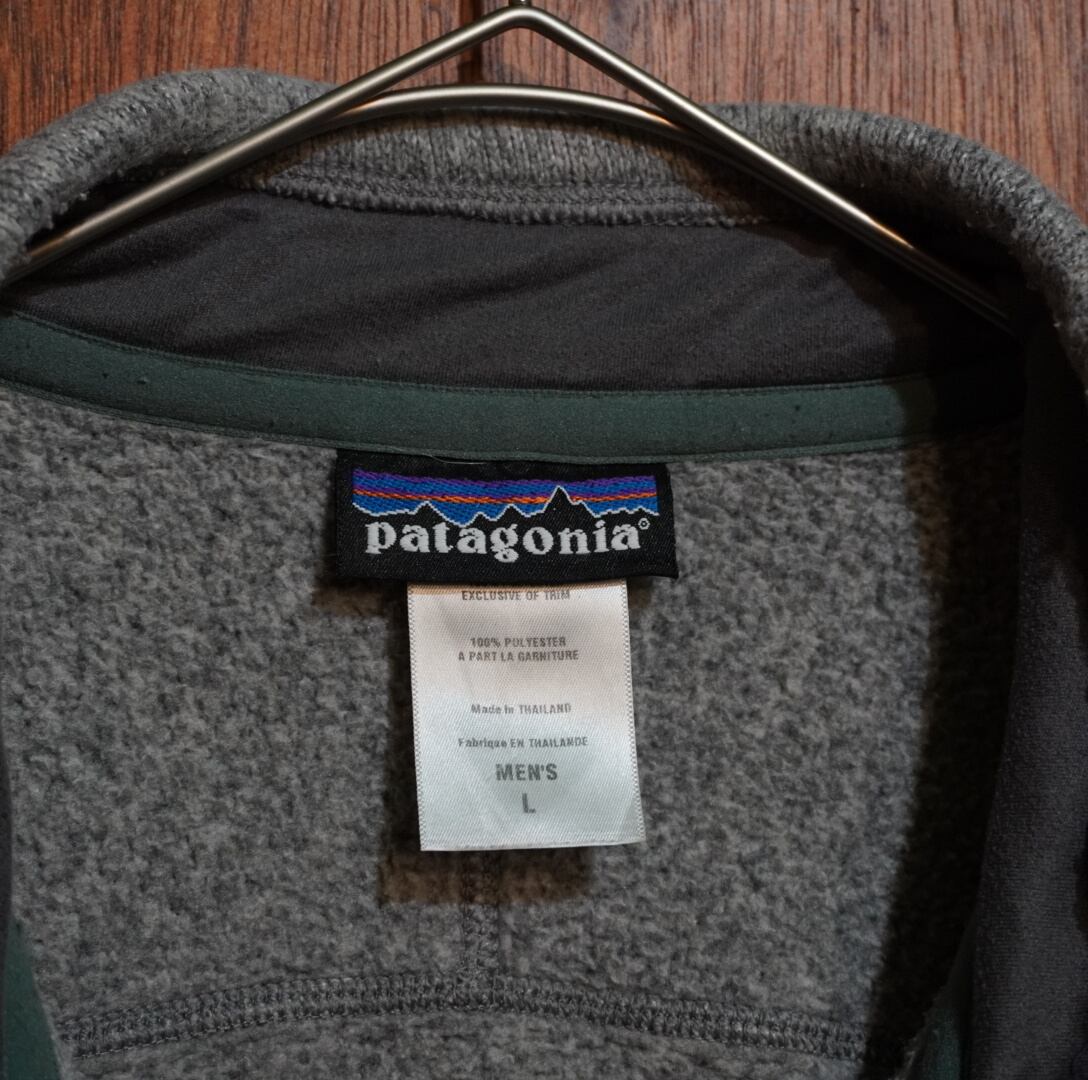 patagonia®
EXCLUSIVE OF TRIM
100% POLYESTER
A PART LA GARNITURE
Made in THAILAND
Fabrique EN THAILANDE
MEN'S
L